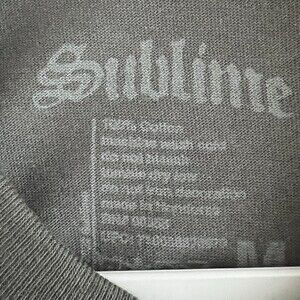 Sublime
100% Cotton
machine wash cold
do not bleach
tumble dry low
do not iron decoration
made in Honduras
M